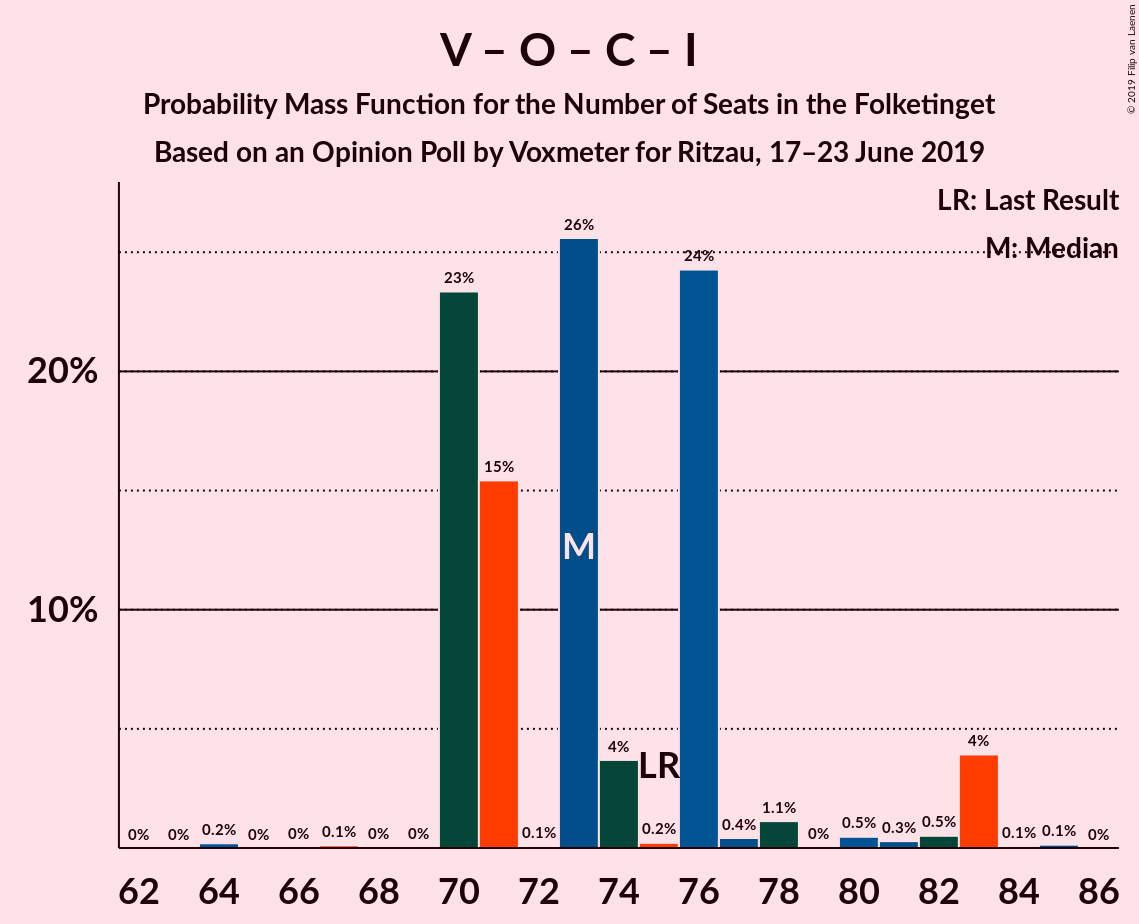 V – O – C – I
Probability Mass Function for the Number of Seats in the Folketinget
Based on an Opinion Poll by Voxmeter for Ritzau, 17–23 June 2019
© 2019 Filip van Laenen
LR: Last Result
M: Median
26%
24%
23%
20%
15%
M
10%
4%
LR
4%
1.1%
0% 0% 0.2% 0% 0% 0.1% 0% 0% 0.1% 0.2% 0.4% 0% 0.5% 0.3% 0.5% 0.1% 0.1% 0%
62 64 66 68 70 72 74 76 78 80 82 84 86